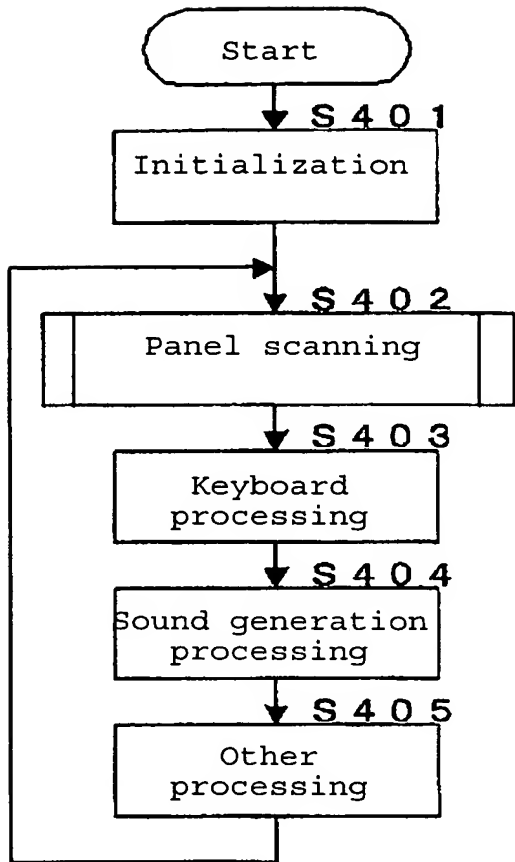 Start
S401
Initialization
S402
Panel scanning
S403
Keyboard
processing
S404
Sound generation
processing
S405
Other
processing